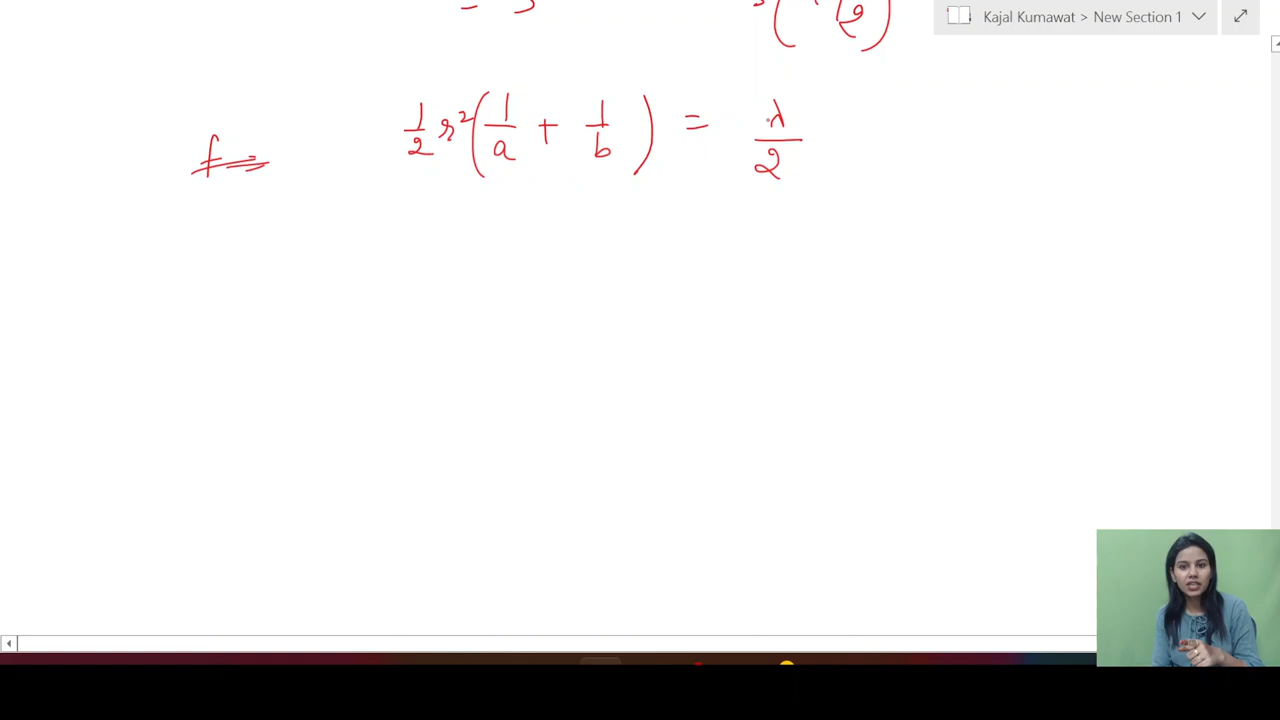 Kajal Kumawat > New Section 1
1/2 r²(1/a + 1/b) = λ/2
f